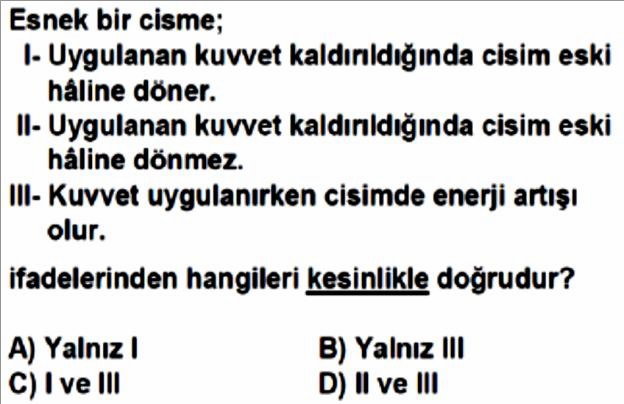 Esnek bir cisme;
I- Uygulanan kuvvet kaldırıldığında cisim eski
hâline döner.
II- Uygulanan kuvvet kaldırıldığında cisim eski
hâline dönmez.
III- Kuvvet uygulanırken cisimde enerji artışı
olur.
ifadelerinden hangileri kesinlikle doğrudur?
A) Yalnız I B) Yalnız III
C) I ve III D) II ve III